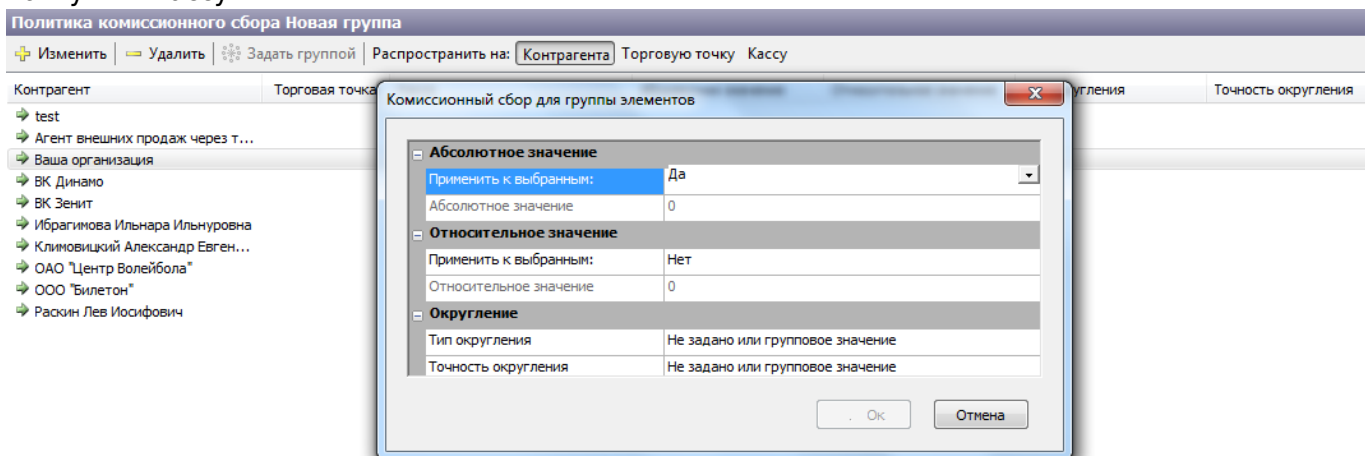 Политика комиссионного сбора Новая группа
Изменить Удалить Задать группой Распространить на: Контрагента Торговую точку Кассу
Контрагент Торговая точка угления Точность округления
test
Агент внешних продаж через т...
Ваша организация
ВК Динамо
ВК Зенит
Ибрагимова Ильнара Ильнуровна
Климовицкий Александр Евген...
ОАО "Центр Волейбола"
ООО "Билетон"
Раскин Лев Иосифович
Комиссионный сбор для группы элементов
Абсолютное значение
Применить к выбранным: Да
Абсолютное значение 0
Относительное значение
Применить к выбранным: Нет
Относительное значение 0
Округление
Тип округления Не задано или групповое значение
Точность округления Не задано или групповое значение
. Ок Отмена